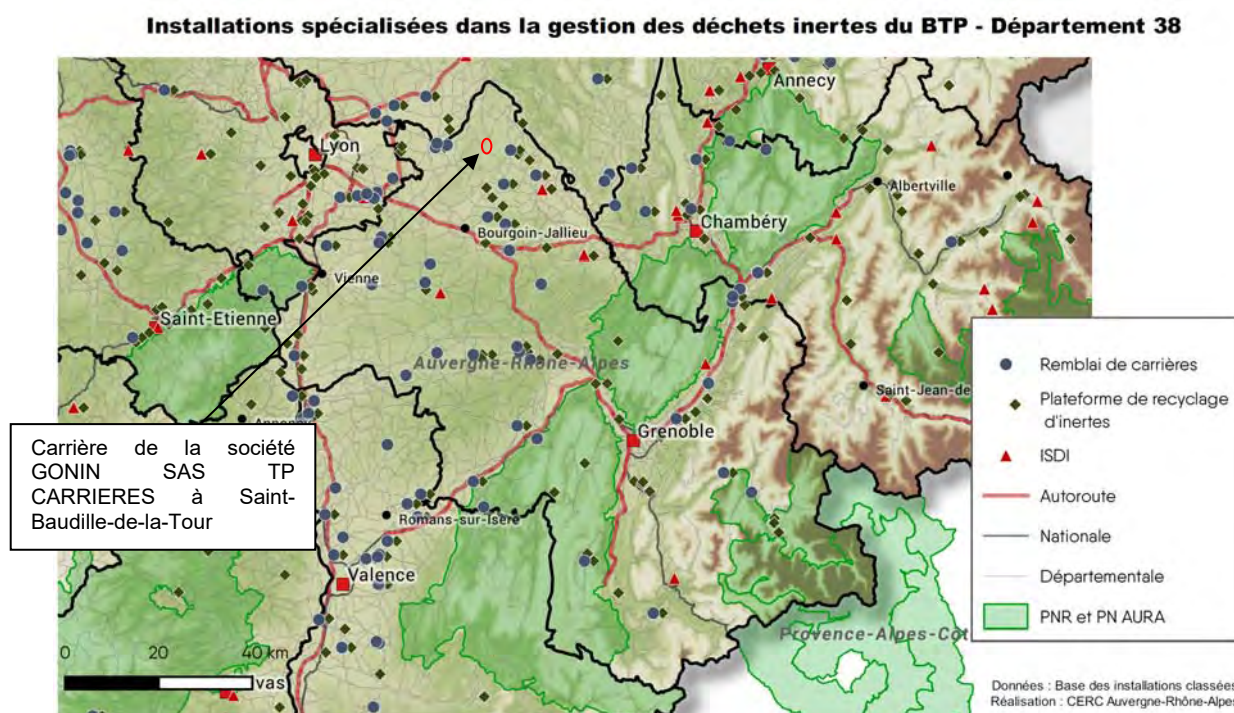 Installations spécialisées dans la gestion des déchets inertes du BTP - Département 38
Annecy
Lyon
Albertville
Chambéry
Bourgoin-Jallieu
Vienne
Saint-Etienne
Auvergne-Rhône-Alpes
Saint-Jean-de
Grenoble
Carrière de la société
GONIN SAS TP
CARRIERES à Saint-
Baudille-de-la-Tour
Romans-sur-Isère
Valence
Provence-Alpes-Côt
0 20 40 km
vas
Remblai de carrières
Plateforme de recyclage
d'inertes
ISDI
Autoroute
Nationale
Départementale
PNR et PN AURA
Données : Base des installations classées
Réalisation : CERC Auvergne-Rhône-Alpes